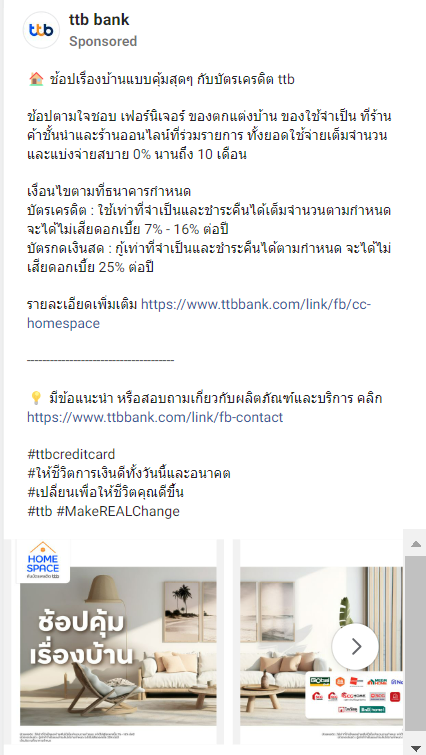 ttb
ttb bank
Sponsored
🏠 ช้อปเรื่องบ้านแบบคุ้มสุดๆ กับบัตรเครดิต ttb
ช้อปตามใจชอบ เฟอร์นิเจอร์ ของตกแต่งบ้าน ของใช้จำเป็น ที่ร้าน
ค้าชั้นนำและร้านออนไลน์ที่ร่วมรายการ ทั้งยอดใช้จ่ายเต็มจำนวน
และแบ่งจ่ายสบาย 0% นานถึง 10 เดือน
เงื่อนไขตามที่ธนาคารกำหนด
บัตรเครดิต : ใช้เท่าที่จำเป็นและชำระคืนได้เต็มจำนวนตามกำหนด
จะได้ไม่เสียดอกเบี้ย 7% - 16% ต่อปี
บัตรกดเงินสด : กู้เท่าที่จำเป็นและชำระคืนได้ตามกำหนด จะได้ไม่
เสียดอกเบี้ย 25% ต่อปี
รายละเอียดเพิ่มเติม https://www.ttbbank.com/link/fb/cc-
homespace
--------------------------------------
💡 มีข้อแนะนำ หรือสอบถามเกี่ยวกับผลิตภัณฑ์และบริการ คลิก
https://www.ttbbank.com/link/fb-contact
#ttbcreditcard
#ให้ชีวิตการเงินดีทั้งวันนี้และอนาคต
#เปลี่ยนเพื่อให้ชีวิตคุณดีขึ้น
#ttb #MakeREALChange
HOME
SPACE
กับบัตรเครดิต ttb
ช้อปคุ้ม
เรื่องบ้าน